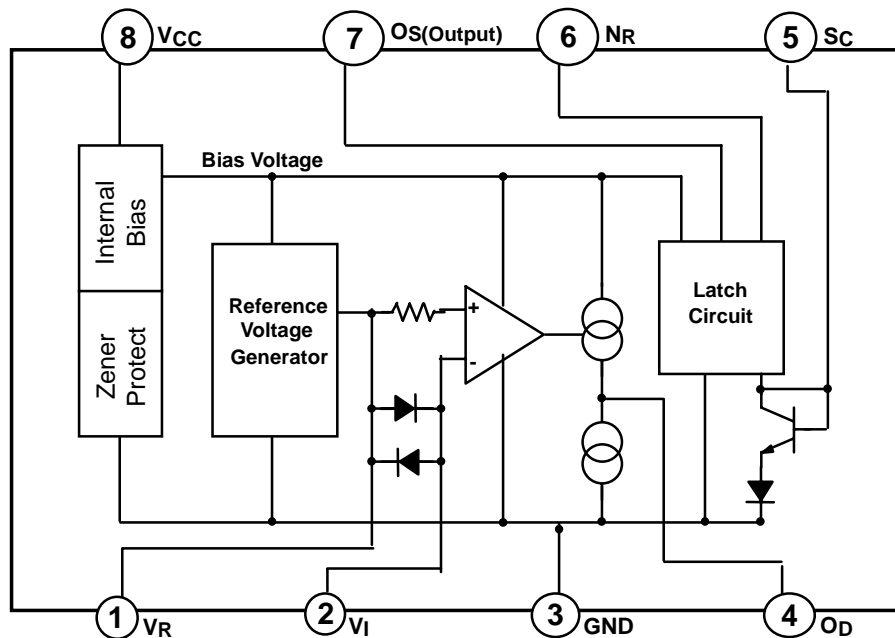 8 VCC
7 OS(Output)
6 NR
5 SC
Bias Voltage
Internal
Bias
Zener
Protect
Reference
Voltage
Generator
+
-
Latch
Circuit
1 VR
2 VI
3 GND
4 OD